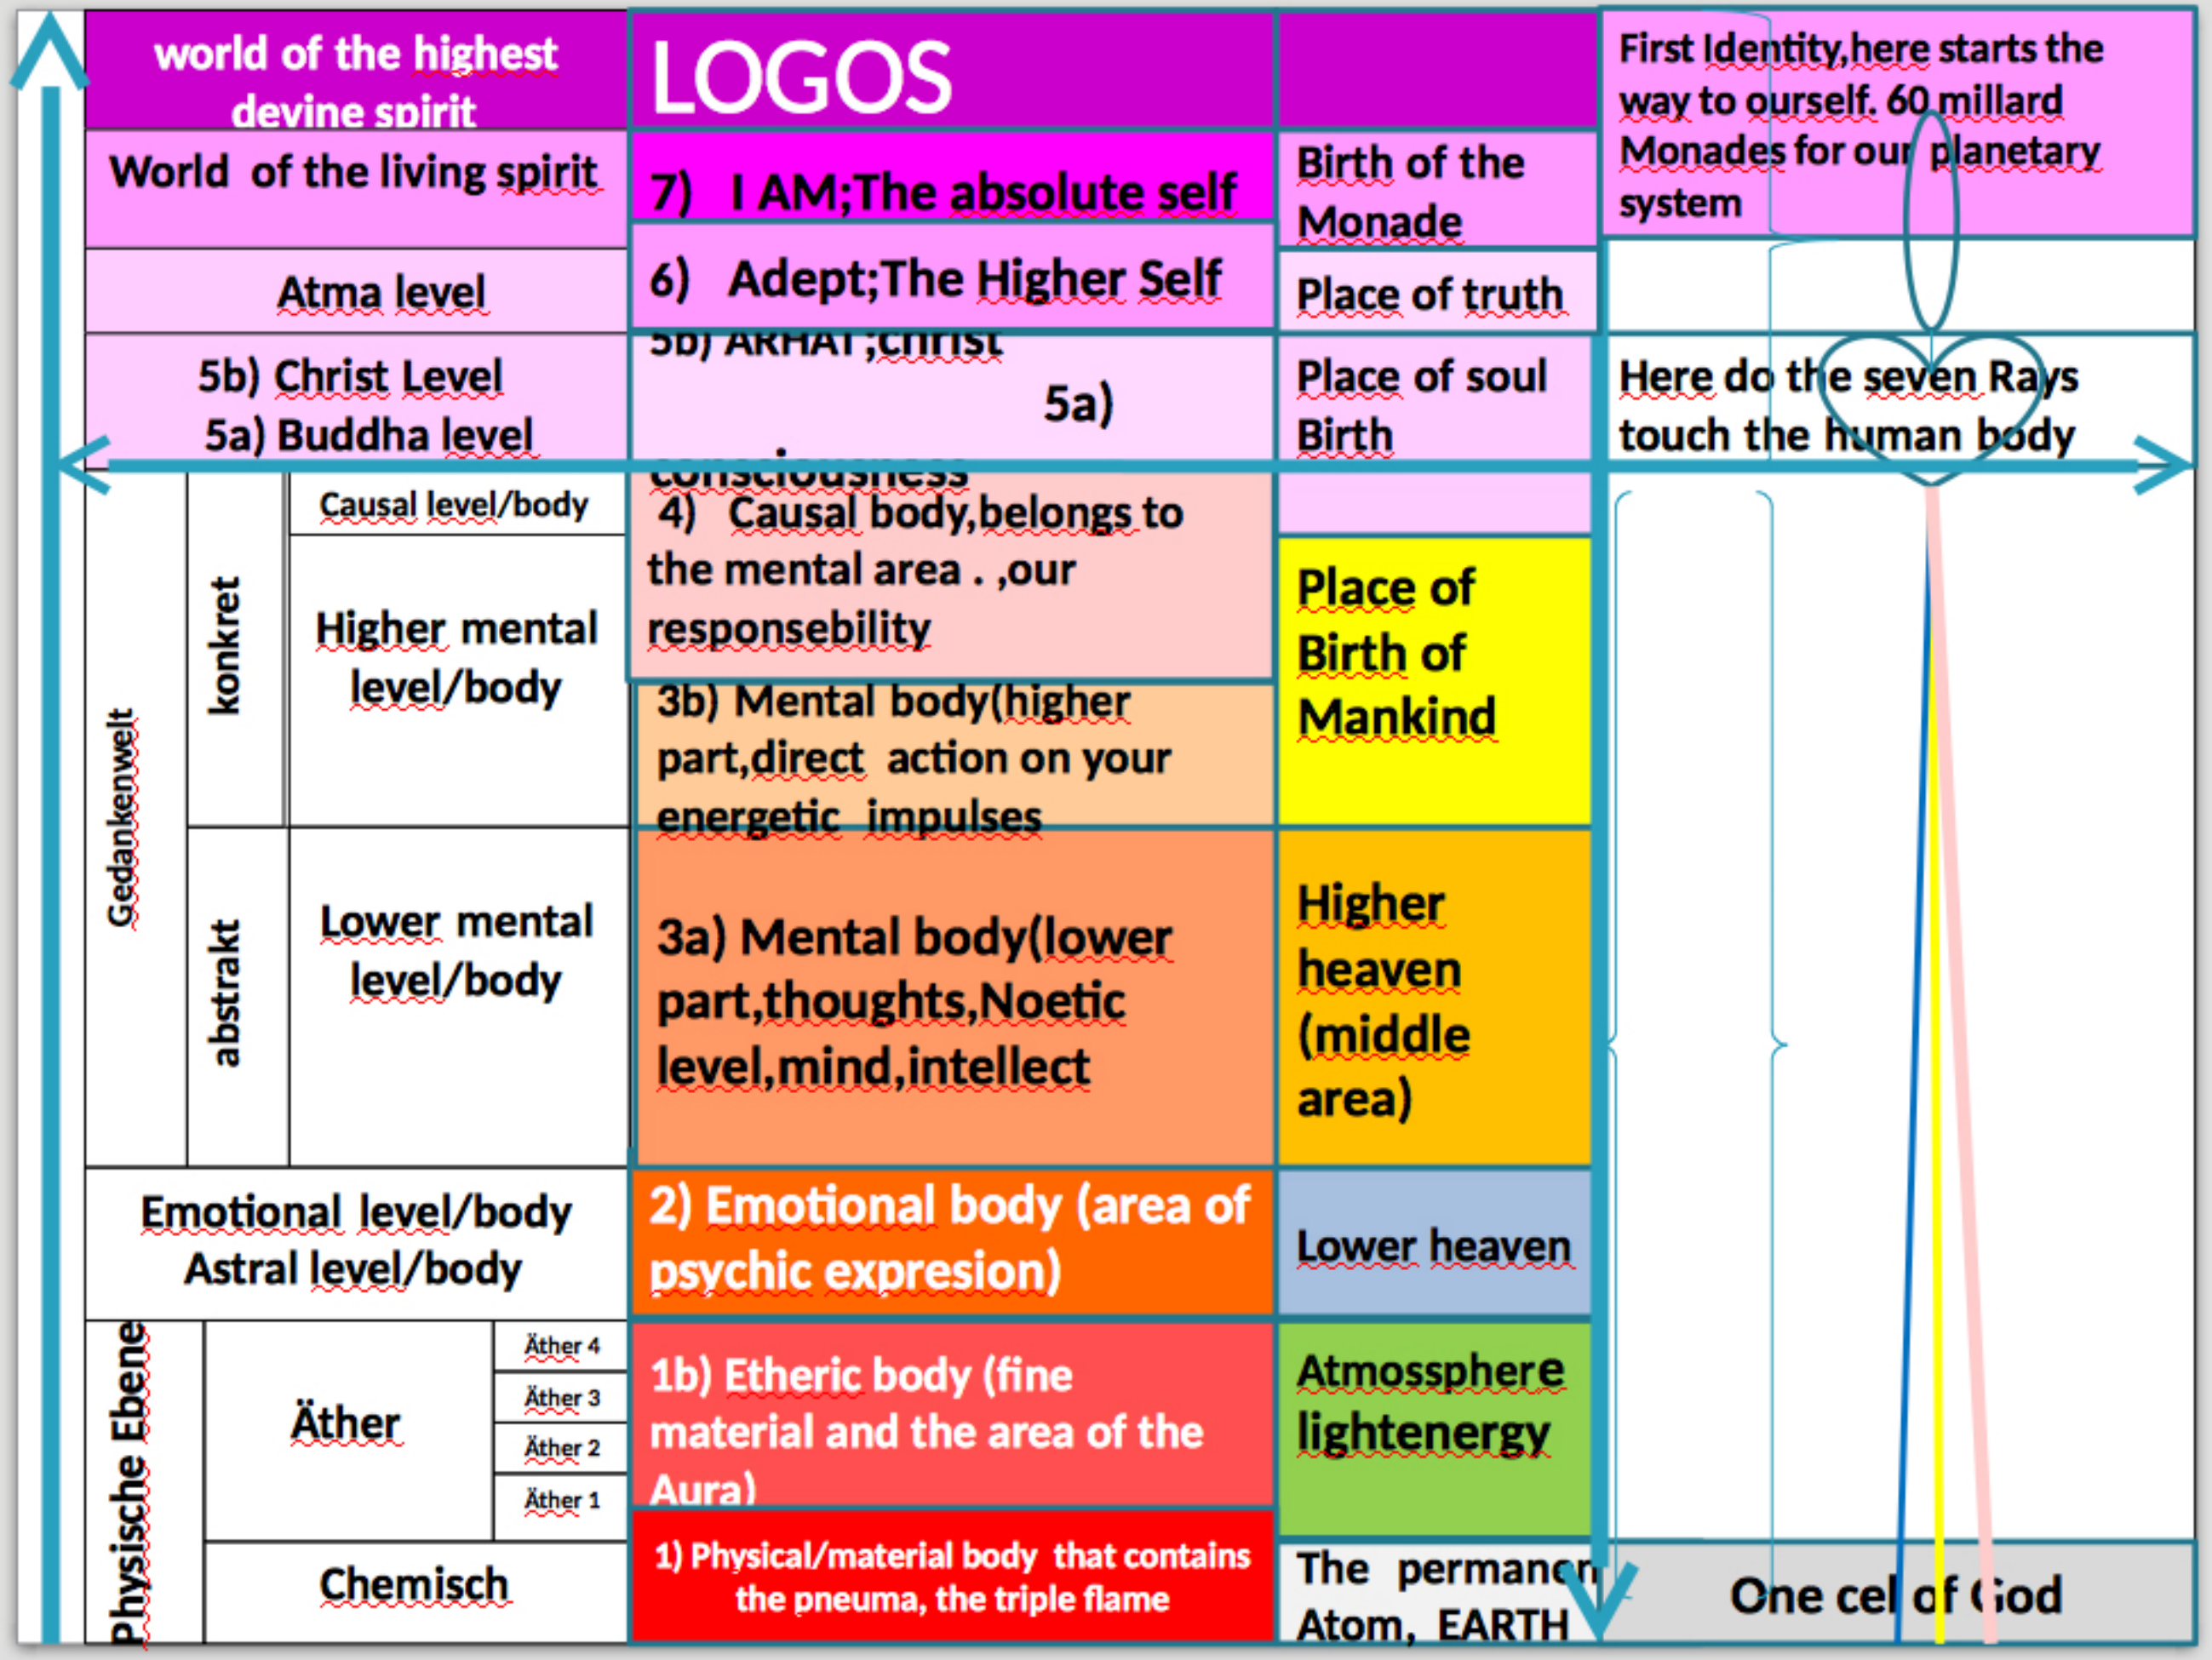 world of the highest
devine spirit
LOGOS
First Identity,here starts the
way to ourself. 60 millard
Monades for our planetary
system
World of the living spirit
7) I AM;The absolute self
Birth of the
Monade
Atma level
6) Adept;The Higher Self
Place of truth
5b) Christ Level
5a) Buddha level
5b) ARHAT;christ
5a)
consciousness
Place of soul
Birth
Here do the seven Rays
touch the human body
Gedankenwelt
konkret
Causal level/body
Higher mental
level/body
4) Causal body,belongs to
the mental area . ,our
responsebility
3b) Mental body(higher
part,direct action on your
energetic impulses
Place of
Birth of
Mankind
abstrakt
Lower mental
level/body
3a) Mental body(lower
part,thoughts,Noetic
level,mind,intellect
Higher
heaven
(middle
area)
Emotional level/body
Astral level/body
2) Emotional body (area of
psychic expresion)
Lower heaven
Physische Ebene
Äther
Äther 4
Äther 3
Äther 2
Äther 1
1b) Etheric body (fine
material and the area of the
Aura)
Atmossphere
lightenergy
Chemisch
1) Physical/material body that contains
the pneuma, the triple flame
The permanen
Atom, EARTH
One cel of God